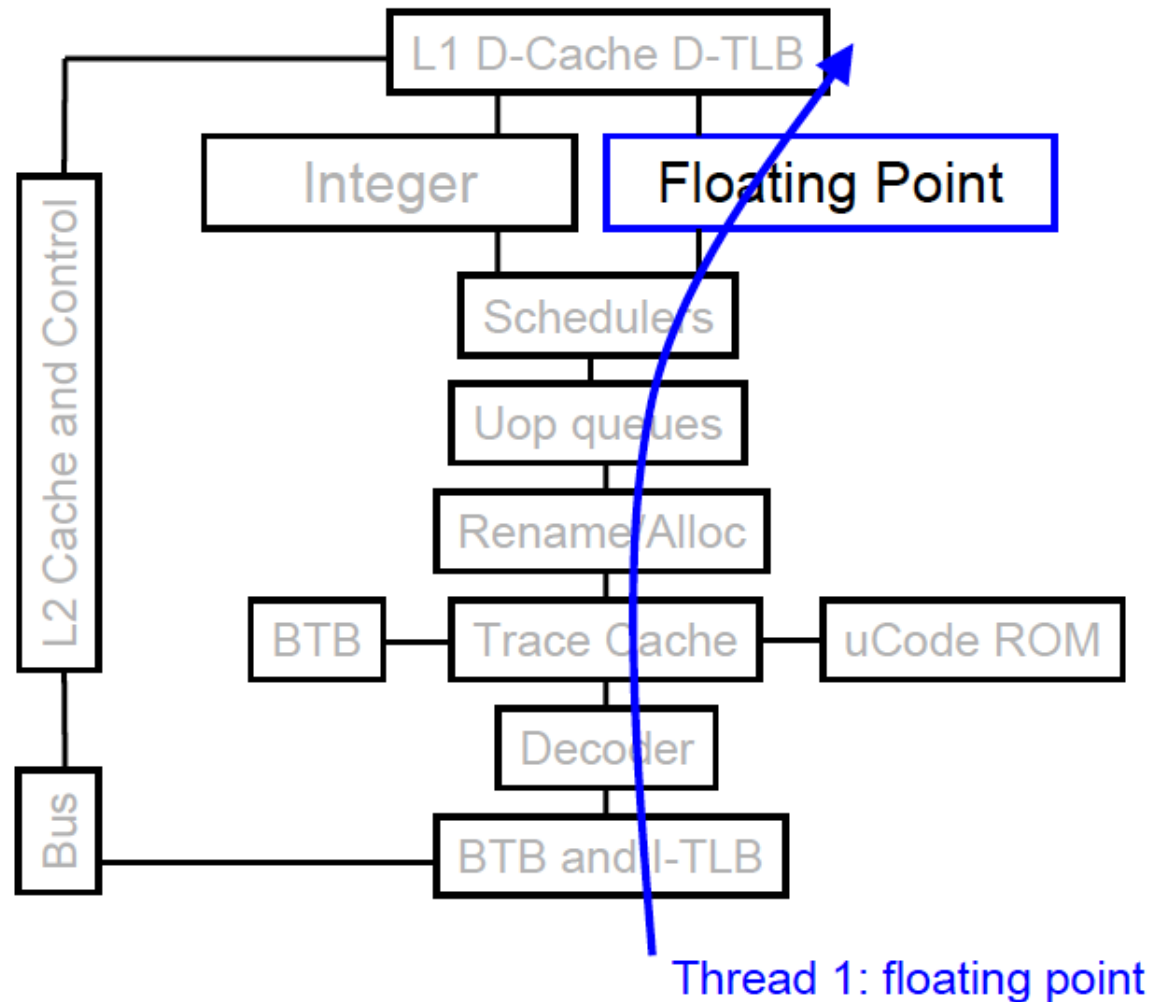 L1 D-Cache D-TLB
Integer
Floating Point
L2 Cache and Control
Schedulers
Uop queues
Rename/Alloc
BTB
Trace Cache
uCode ROM
Decoder
Bus
BTB and I-TLB
Thread 1: floating point